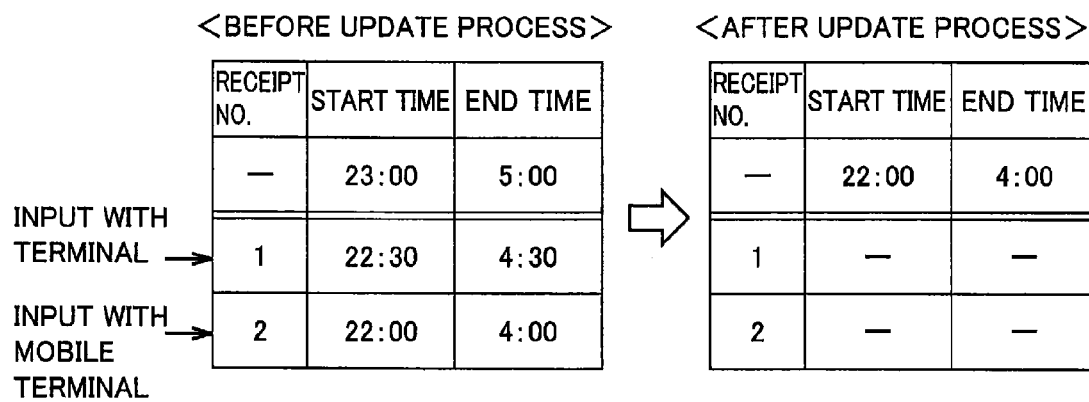 <BEFORE UPDATE PROCESS>
RECEIPT NO. START TIME END TIME
— 23:00 5:00
INPUT WITH TERMINAL → 1 22:30 4:30
INPUT WITH MOBILE TERMINAL → 2 22:00 4:00
<AFTER UPDATE PROCESS>
RECEIPT NO. START TIME END TIME
— 22:00 4:00
1 — —
2 — —